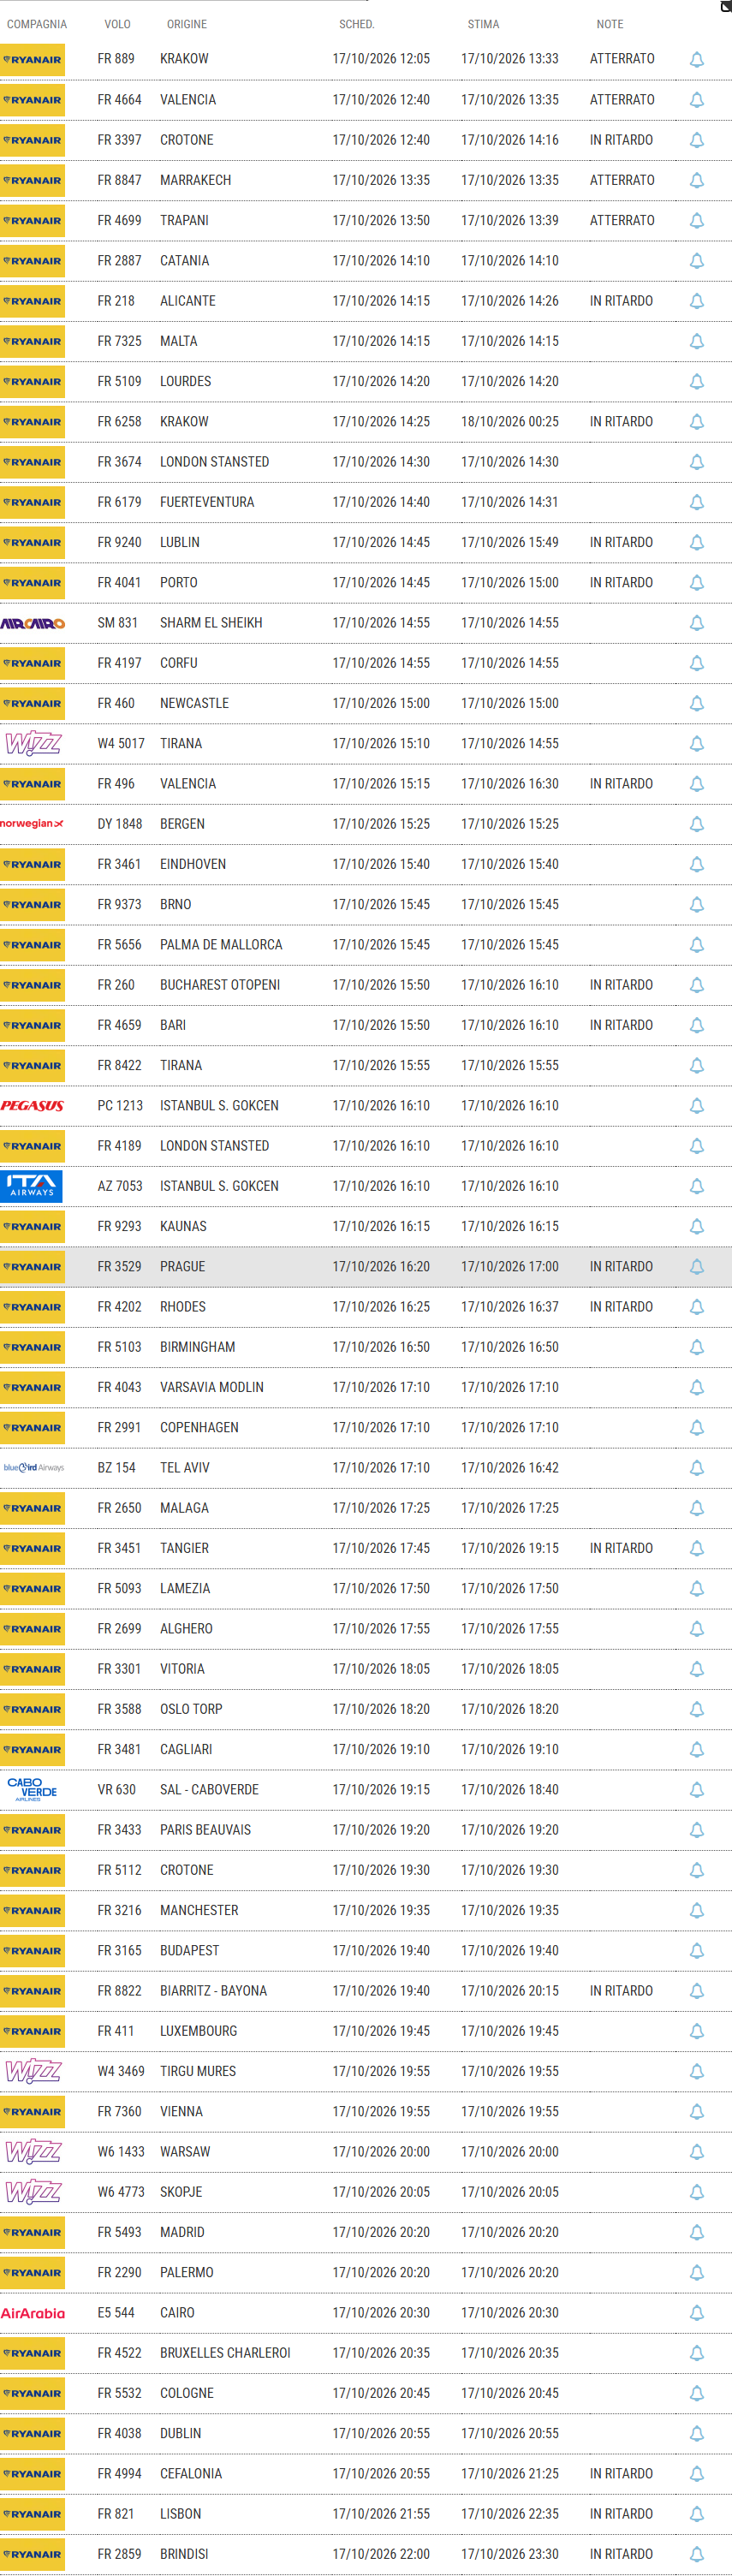 COMPAGNIA VOLO ORIGINE SCHED. STIMA NOTE
RYANAIR FR 889 KRAKOW 17/10/2026 12:05 17/10/2026 13:33 ATTERRATO
RYANAIR FR 4664 VALENCIA 17/10/2026 12:40 17/10/2026 13:35 ATTERRATO
RYANAIR FR 3397 CROTONE 17/10/2026 12:40 17/10/2026 14:16 IN RITARDO
RYANAIR FR 8847 MARRAKECH 17/10/2026 13:35 17/10/2026 13:35 ATTERRATO
RYANAIR FR 4699 TRAPANI 17/10/2026 13:50 17/10/2026 13:39 ATTERRATO
RYANAIR FR 2887 CATANIA 17/10/2026 14:10 17/10/2026 14:10
RYANAIR FR 218 ALICANTE 17/10/2026 14:15 17/10/2026 14:26 IN RITARDO
RYANAIR FR 7325 MALTA 17/10/2026 14:15 17/10/2026 14:15
RYANAIR FR 5109 LOURDES 17/10/2026 14:20 17/10/2026 14:20
RYANAIR FR 6258 KRAKOW 17/10/2026 14:25 18/10/2026 00:25 IN RITARDO
RYANAIR FR 3674 LONDON STANSTED 17/10/2026 14:30 17/10/2026 14:30
RYANAIR FR 6179 FUERTEVENTURA 17/10/2026 14:40 17/10/2026 14:31
RYANAIR FR 9240 LUBLIN 17/10/2026 14:45 17/10/2026 15:49 IN RITARDO
RYANAIR FR 4041 PORTO 17/10/2026 14:45 17/10/2026 15:00 IN RITARDO
AIRCAIRO SM 831 SHARM EL SHEIKH 17/10/2026 14:55 17/10/2026 14:55
RYANAIR FR 4197 CORFU 17/10/2026 14:55 17/10/2026 14:55
RYANAIR FR 460 NEWCASTLE 17/10/2026 15:00 17/10/2026 15:00
WIZZ W4 5017 TIRANA 17/10/2026 15:10 17/10/2026 14:55
RYANAIR FR 496 VALENCIA 17/10/2026 15:15 17/10/2026 16:30 IN RITARDO
norwegian DY 1848 BERGEN 17/10/2026 15:25 17/10/2026 15:25
RYANAIR FR 3461 EINDHOVEN 17/10/2026 15:40 17/10/2026 15:40
RYANAIR FR 9373 BRNO 17/10/2026 15:45 17/10/2026 15:45
RYANAIR FR 5656 PALMA DE MALLORCA 17/10/2026 15:45 17/10/2026 15:45
RYANAIR FR 260 BUCHAREST OTOPENI 17/10/2026 15:50 17/10/2026 16:10 IN RITARDO
RYANAIR FR 4659 BARI 17/10/2026 15:50 17/10/2026 16:10 IN RITARDO
RYANAIR FR 8422 TIRANA 17/10/2026 15:55 17/10/2026 15:55
PEGASUS PC 1213 ISTANBUL S. GOKCEN 17/10/2026 16:10 17/10/2026 16:10
RYANAIR FR 4189 LONDON STANSTED 17/10/2026 16:10 17/10/2026 16:10
ITA AIRWAYS AZ 7053 ISTANBUL S. GOKCEN 17/10/2026 16:10 17/10/2026 16:10
RYANAIR FR 9293 KAUNAS 17/10/2026 16:15 17/10/2026 16:15
RYANAIR FR 3529 PRAGUE 17/10/2026 16:20 17/10/2026 17:00 IN RITARDO
RYANAIR FR 4202 RHODES 17/10/2026 16:25 17/10/2026 16:37 IN RITARDO
RYANAIR FR 5103 BIRMINGHAM 17/10/2026 16:50 17/10/2026 16:50
RYANAIR FR 4043 VARSAVIA MODLIN 17/10/2026 17:10 17/10/2026 17:10
RYANAIR FR 2991 COPENHAGEN 17/10/2026 17:10 17/10/2026 17:10
blueBird Airways BZ 154 TEL AVIV 17/10/2026 17:10 17/10/2026 16:42
RYANAIR FR 2650 MALAGA 17/10/2026 17:25 17/10/2026 17:25
RYANAIR FR 3451 TANGIER 17/10/2026 17:45 17/10/2026 19:15 IN RITARDO
RYANAIR FR 5093 LAMEZIA 17/10/2026 17:50 17/10/2026 17:50
RYANAIR FR 2699 ALGHERO 17/10/2026 17:55 17/10/2026 17:55
RYANAIR FR 3301 VITORIA 17/10/2026 18:05 17/10/2026 18:05
RYANAIR FR 3588 OSLO TORP 17/10/2026 18:20 17/10/2026 18:20
RYANAIR FR 3481 CAGLIARI 17/10/2026 19:10 17/10/2026 19:10
CABO VERDE AIRLINES VR 630 SAL - CABOVERDE 17/10/2026 19:15 17/10/2026 18:40
RYANAIR FR 3433 PARIS BEAUVAIS 17/10/2026 19:20 17/10/2026 19:20
RYANAIR FR 5112 CROTONE 17/10/2026 19:30 17/10/2026 19:30
RYANAIR FR 3216 MANCHESTER 17/10/2026 19:35 17/10/2026 19:35
RYANAIR FR 3165 BUDAPEST 17/10/2026 19:40 17/10/2026 19:40
RYANAIR FR 8822 BIARRITZ - BAYONA 17/10/2026 19:40 17/10/2026 20:15 IN RITARDO
RYANAIR FR 411 LUXEMBOURG 17/10/2026 19:45 17/10/2026 19:45
WIZZ W4 3469 TIRGU MURES 17/10/2026 19:55 17/10/2026 19:55
RYANAIR FR 7360 VIENNA 17/10/2026 19:55 17/10/2026 19:55
WIZZ W6 1433 WARSAW 17/10/2026 20:00 17/10/2026 20:00
WIZZ W6 4773 SKOPJE 17/10/2026 20:05 17/10/2026 20:05
RYANAIR FR 5493 MADRID 17/10/2026 20:20 17/10/2026 20:20
RYANAIR FR 2290 PALERMO 17/10/2026 20:20 17/10/2026 20:20
AirArabia E5 544 CAIRO 17/10/2026 20:30 17/10/2026 20:30
RYANAIR FR 4522 BRUXELLES CHARLEROI 17/10/2026 20:35 17/10/2026 20:35
RYANAIR FR 5532 COLOGNE 17/10/2026 20:45 17/10/2026 20:45
RYANAIR FR 4038 DUBLIN 17/10/2026 20:55 17/10/2026 20:55
RYANAIR FR 4994 CEFALONIA 17/10/2026 20:55 17/10/2026 21:25 IN RITARDO
RYANAIR FR 821 LISBON 17/10/2026 21:55 17/10/2026 22:35 IN RITARDO
RYANAIR FR 2859 BRINDISI 17/10/2026 22:00 17/10/2026 23:30 IN RITARDO